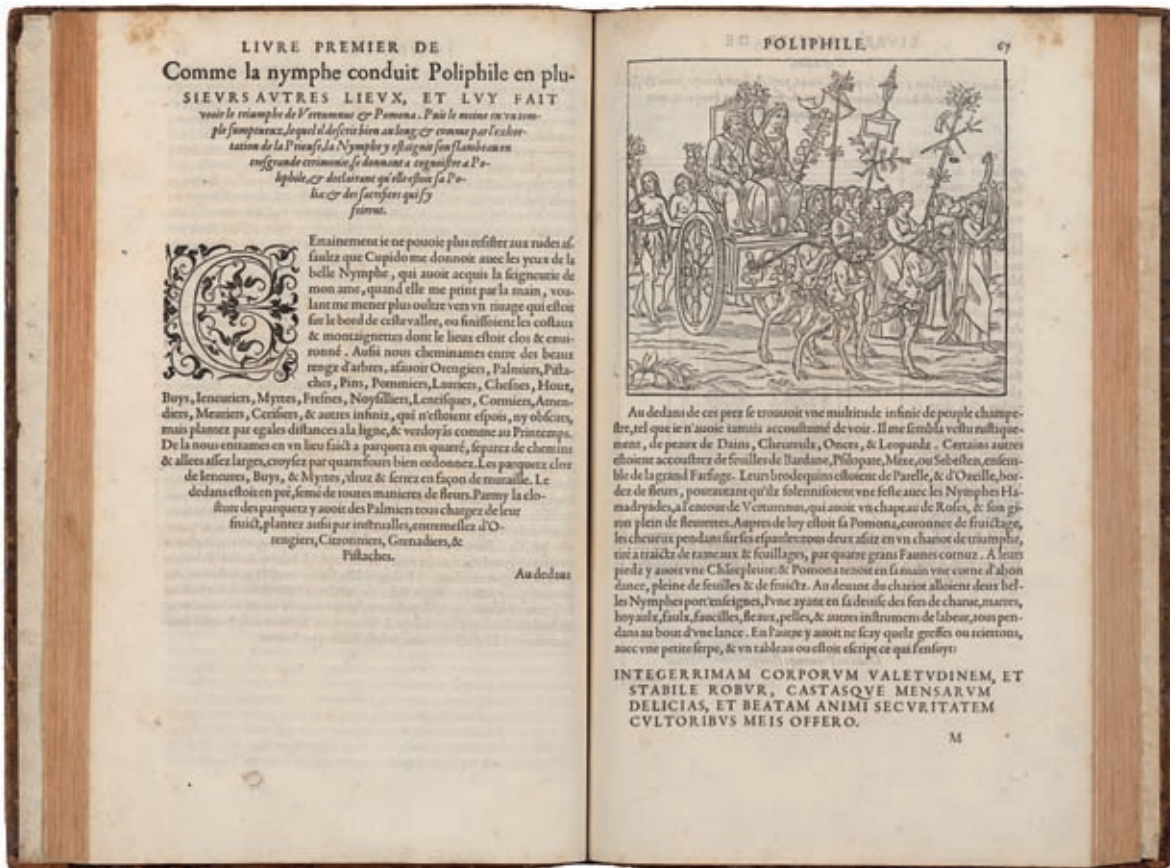 LIVRE PREMIER DE
Comme la nymphe conduit Poliphile en plu-
SIEVRS AVTRES LIEVX, ET LVY FAIT
veoir le triumphe de Vertumnus & Pomona. Puis le meine en vn tem-
ple sumptueux, lequel il descrit bien au long: & comme par l'exhor-
tation de la Prieuse, la Nymphe y estaignit son flambeau en
tresgrande cerimonie, se donnant a cognoistre a Po-
liphile, & declairant qu'elle estoit sa Po-
lia: & des sacrifices qui s'y
feirent.
CErtainement ie ne pouoie plus resister aux rudes as-
saulz que Cupido me donnoit auec les yeux de la
belle Nymphe, qui auoit acquis la seigneurie de
mon ame, quand elle me print par la main, vou-
lant me mener plus oultre vers vn riuage qui estoit
sur le bord de ceste vallee, ou finissoient les costaux
& montaignettes dont le lieux estoit clos & enui-
ronné. Aussi nous cheminames entre des beaux
rengz d'arbres, asauoir Orengiers, Palmiers, Pista-
ches, Pins, Pommiers, Lauriers, Chesnes, Houx,
Buys, Ieneuriers, Myrtes, Fresnes, Noysilliers, Lentisques, Cormiers, Amen-
diers, Meuriers, Cerisiers, & autres infiniz, qui n'estoient espois, ny obscurs,
mais plantez par egales distances a la ligne, & verdoyās comme au Printemps.
De la nous entrames en vn lieu faict a parquetz en quarré, separez de chemins
& allees assez larges, croysez par quarrefours bien ordonnez. Les parquetz clos
de Ieneures, Buys, & Myrtes, druz & serrez en façon de muraille. Le
dedans estoit en pré, semé de toutes manieres de fleurs. Parmy la clo-
sture des parquetz y auoit des Palmiers tous chargez de leur
fruict, plantez aussi par interualles, entremeslez d'O-
rengiers, Citronniers, Grenadiers, &
Pistaches.
Au dedans
POLIPHILE. 67
Au dedans de ces prez se trouuoit vne multitude infinie de peuple champe-
stre, tel que ie n'auoie iamais accoustumé de voir. Il me sembla vestu rustique-
ment, de peaux de Dains, Cheureulx, Onces, & Leopardz. Certains autres
estoient accoustrez de feuilles de Bardane, Psilopate, Mixe, ou Sebesten, ensem-
ble de la grand Farfage. Leurs brodequins estoient de Parelle, & d'Ozeille, bor-
dez de fleurs, pourautant qu'ilz solennisoient vne feste auec les Nymphes Ha-
madryades, a l'entour de Vertumnus, qui auoit vn chapeau de Roses, & son gi-
ron plein de fleurettes. Aupres de luy estoit sa Pomona, coronnee de fruictage,
les cheueux pendans sur ses espaules: tous deux assiz en vn chariot de triumphe,
tiré a traictz de rameaux & feuillages, par quatre grans Faunes cornuz. A leurs
piedz y auoit vne Chātepleure: & Pomona tenoit en sa main vne corne d'abon
dance, pleine de feuilles & de fruictz. Au deuant du chariot alloient deux bel-
les Nymphes port'enseignes, l'vne ayant en sa deuise des fers de charue, marres,
hoyaulx, faulx, faucilles, fleaux, pelles, & autres instrumens de labeur, tous pen-
dans au bout d'vne lance. En l'autre y auoit ne scay quelz greffes ou reiettons,
auec vne petite serpe, & vn tableau ou estoit escript ce qui s'ensuyt:
INTEGERRIMAM CORPORVM VALETVDINEM, ET
STABILE ROBVR, CASTASQVE MENSARVM
DELICIAS, ET BEATAM ANIMI SECVRITATEM
CVLTORIBVS MEIS OFFERO.
M